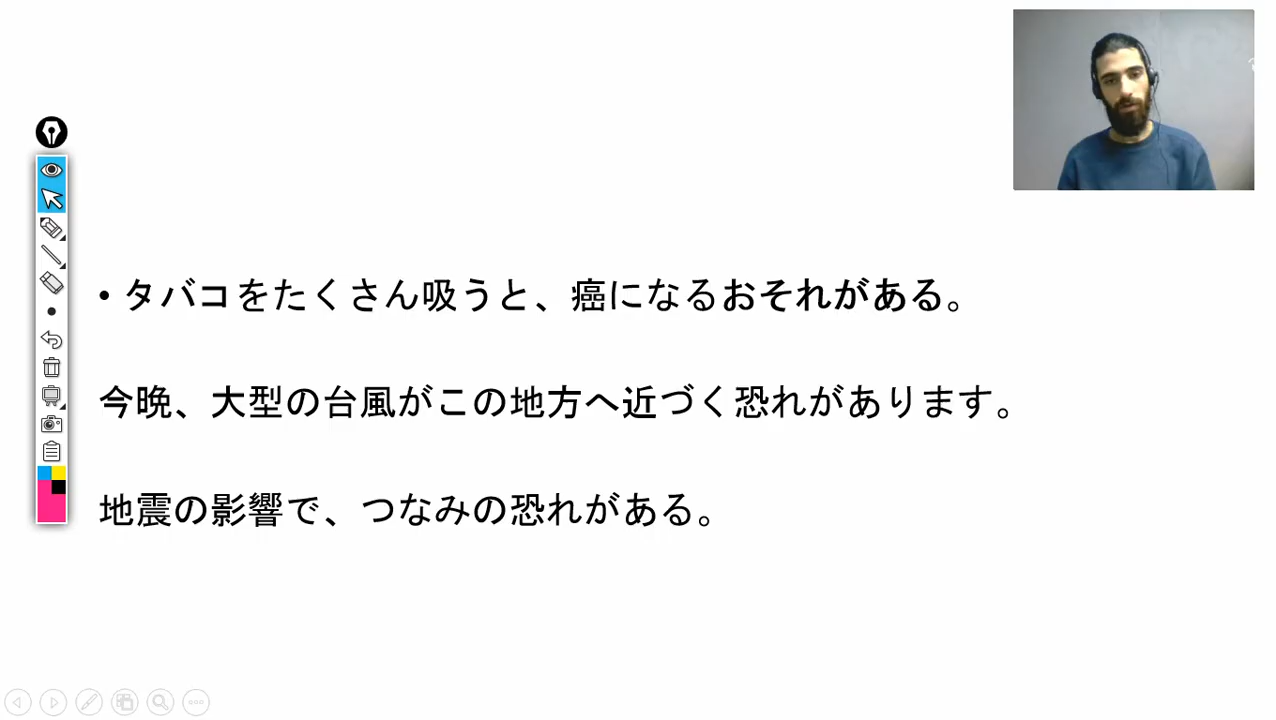 • タバコをたくさん吸うと、癌になるおそれがある。
今晩、大型の台風がこの地方へ近づく恐れがあります。
地震の影響で、つなみの恐れがある。